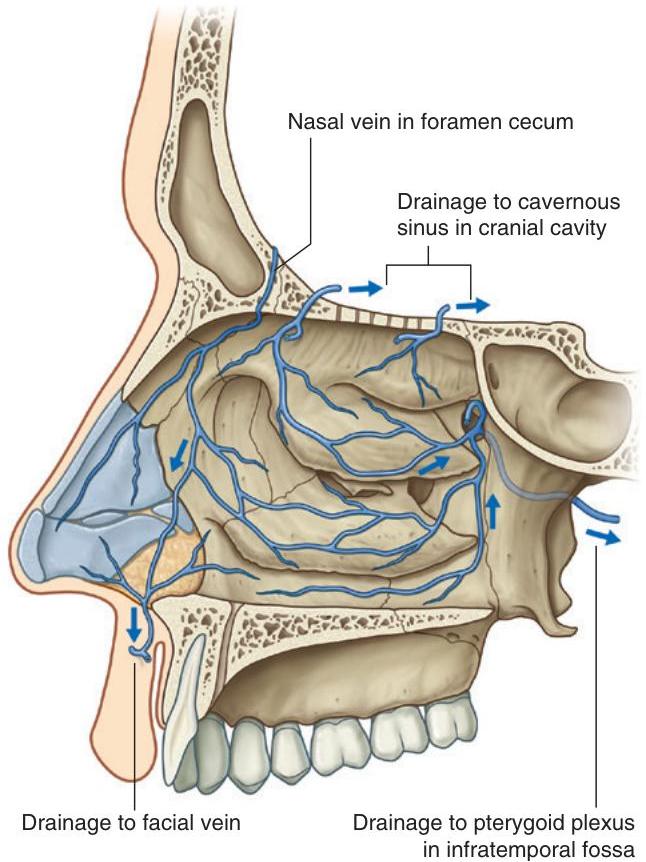 Nasal vein in foramen cecum
Drainage to cavernous
sinus in cranial cavity
Drainage to facial vein
Drainage to pterygoid plexus
in infratemporal fossa